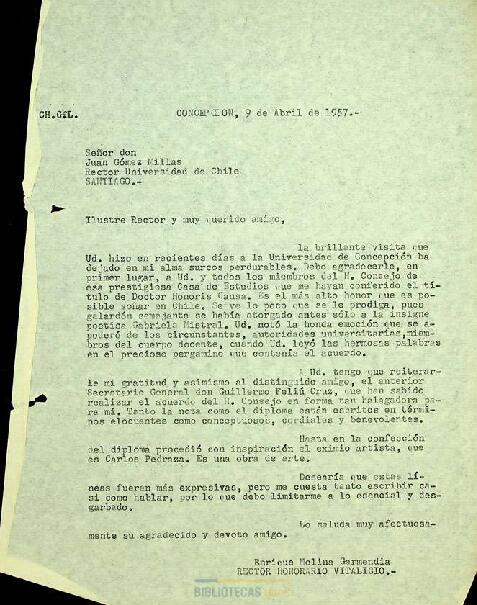 CH.GfL.
CONCEPCION, 9 de Abril de 1957.-
Señor don
Juan Gómez Millas
Rector Universidad de Chile
SANTIAGO.-
Ilustre Rector y muy querido amigo,
la brillente visita que
Ud. hizo en recientes días a la Universidad de Concepción ha
dejado en mi alma surcos perdurables. Debo agradecerla, en
primer lugar, a Ud. y todos los miembros del H. Consejo de
esa prestigiosa Casa de Estudios que me hayan conferido el tí-
tulo de Doctor Honoris Causa. Es el más alto honor que es po-
sible soñar en Chile. Se ve lo poco que se lo prodiga, pues
galardón semejante se había otorgado antes sólo a la insigne
poetisa Gabriela Mistral. Ud. notó la honda emoción que se a-
poderó de los circunstantes, autoridades universitarias, miem-
bros del cuerpo docente, cuando Ud. leyó las hermosas palabras
en el precioso pergamino que contenía el acuerdo.
A Ud. tengo que reiterar-
le mi gratitud y asimismo al distinguido amigo, el anterior
Secretario General don Guillermo Feliú Cruz, que han sabido
realizar el acuerdo del H. Consejo en forma tan halagadora
para mí. Tanto la nota como el diploma están escritos en térmi-
nos elocuentes como conceptuosos, cordiales y benevolentes.
Hasta en la confección
del diploma procedió con inspiración el eximio artista, que
es Carlos Pedraza. Es una obra de arte.
Desearía que estas lí-
neas fueran más expresivas, pero me cuesta tanto escribir ca-
si como hablar, por lo que debo limitarme a lo esencial y des-
garbado.
Lo saluda muy afectuosa-
mente su agradecido y devoto amigo.
Enrique Molina Garmendia
RECTOR HONORARIO VITALICIO.-
BIBLIOTECAS